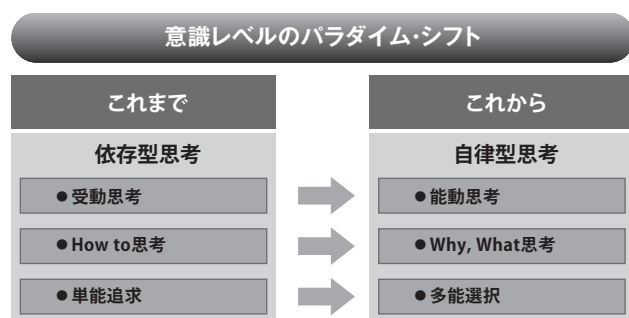 意識レベルのパラダイム・シフト
これまで
これから
依存型思考
自律型思考
●受動思考
●能動思考
●How to思考
●Why, What思考
●単能追求
●多能選択